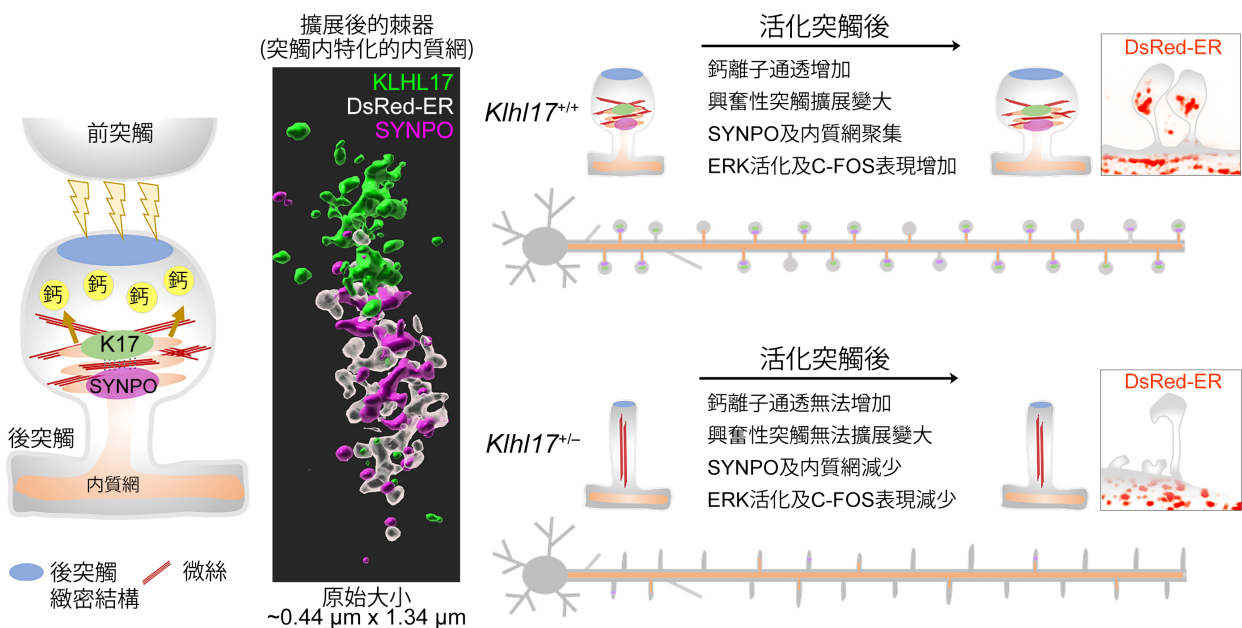 前突觸
鈣
鈣
鈣
鈣
K17
SYNPO
後突觸
內質網
後突觸
緻密結構
微絲
擴展後的棘器
(突觸內特化的內質網)
KLHL17
DsRed-ER
SYNPO
原始大小
~0.44 µm x 1.34 µm
Klhl17+/+
活化突觸後
鈣離子通透增加
興奮性突觸擴展變大
SYNPO及內質網聚集
ERK活化及C-FOS表現增加
DsRed-ER
Klhl17+/–
活化突觸後
鈣離子通透無法增加
興奮性突觸無法擴展變大
SYNPO及內質網減少
ERK活化及C-FOS表現減少
DsRed-ER